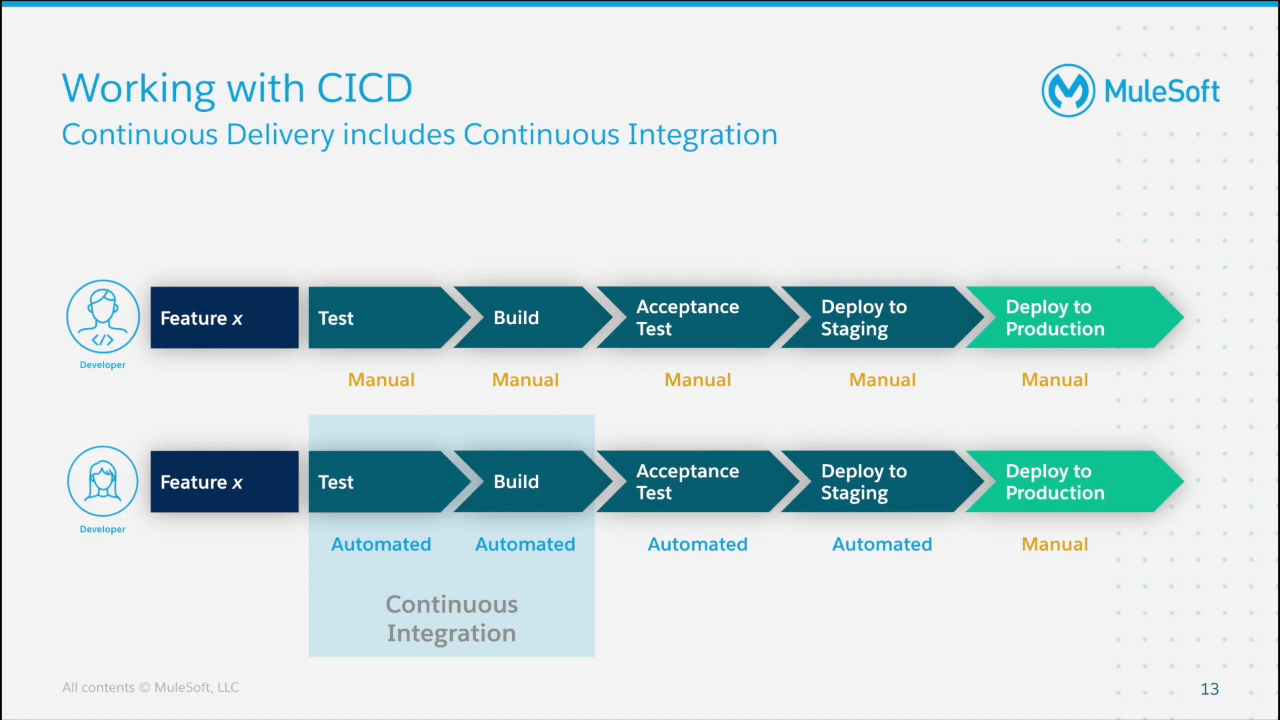 Working with CICD
Continuous Delivery includes Continuous Integration
MuleSoft
Developer
Feature x
Test
Build
Acceptance
Test
Deploy to
Staging
Deploy to
Production
Manual
Manual
Manual
Manual
Manual
Developer
Feature x
Test
Build
Acceptance
Test
Deploy to
Staging
Deploy to
Production
Automated
Automated
Automated
Automated
Manual
Continuous
Integration
All contents © MuleSoft, LLC
13